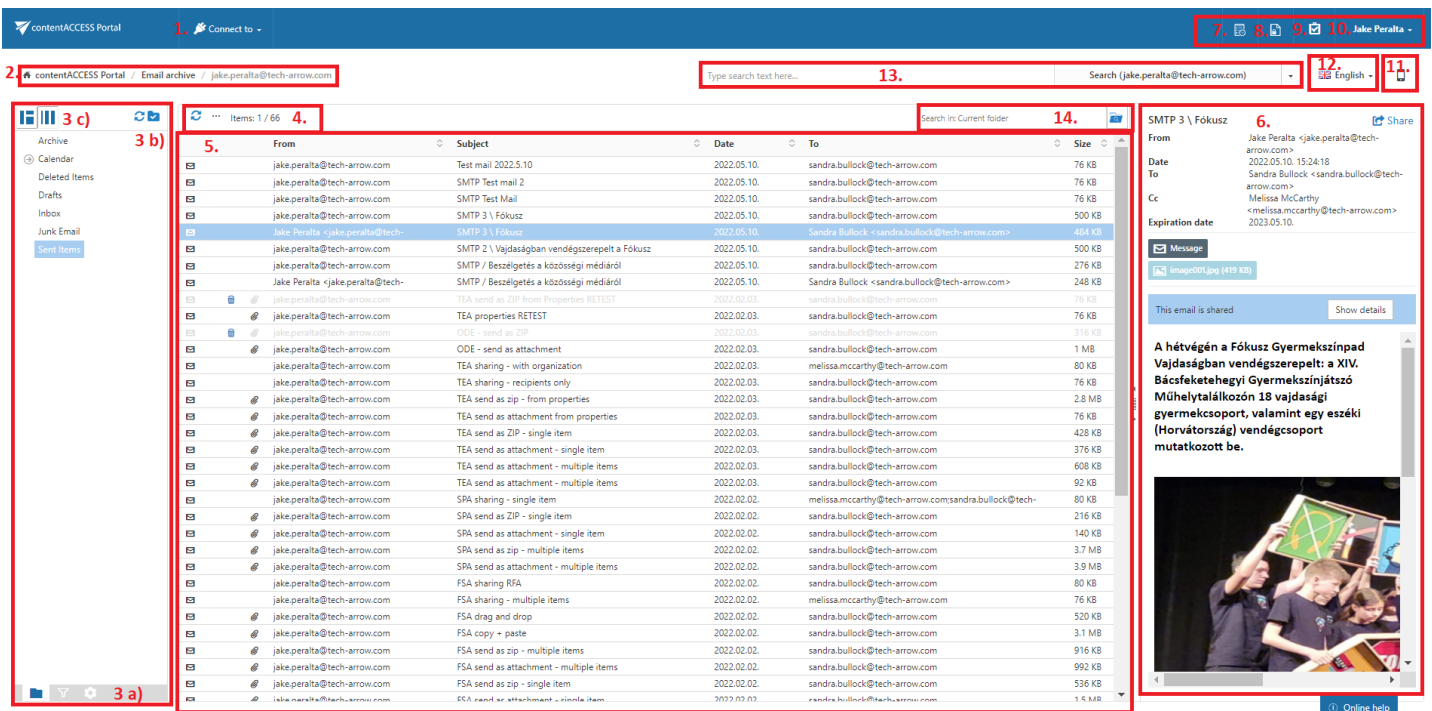 contentACCESS Portal
1. Connect to
7. 8. 9. 10. Jake Peralta
2. contentACCESS Portal / Email archive / jake.peralta@tech-arrow.com
Type search text here... 13. Search (jake.peralta@tech-arrow.com)
12. English
11.
3 c)
3 b)
Archive
Calendar
Deleted Items
Drafts
Inbox
Junk Email
Sent Items
3 a)
Items: 1 / 66 4.
Search in: Current folder 14.
5. From Subject Date To Size
jake.peralta@tech-arrow.com Test mail 2022.5.10 2022.05.10. sandra.bullock@tech-arrow.com 76 KB
jake.peralta@tech-arrow.com SMTP Test mail 2 2022.05.10. sandra.bullock@tech-arrow.com 76 KB
jake.peralta@tech-arrow.com SMTP Test Mail 2022.05.10. sandra.bullock@tech-arrow.com 76 KB
jake.peralta@tech-arrow.com SMTP 3 \ Fókusz 2022.05.10. sandra.bullock@tech-arrow.com 500 KB
Jake Peralta <jake.peralta@tech- SMTP 3 \ Fókusz 2022.05.10. Sandra Bullock <sandra.bullock@tech-arrow.com> 484 KB
jake.peralta@tech-arrow.com SMTP 2 \ Vajdaságban vendégszerepelt a Fókusz 2022.05.10. sandra.bullock@tech-arrow.com 500 KB
jake.peralta@tech-arrow.com SMTP / Beszélgetés a közösségi médiáról 2022.05.10. sandra.bullock@tech-arrow.com 276 KB
Jake Peralta <jake.peralta@tech- SMTP / Beszélgetés a közösségi médiáról 2022.05.10. Sandra Bullock <sandra.bullock@tech-arrow.com> 248 KB
jake.peralta@tech-arrow.com TEA send as ZIP from Properties RETEST 2022.02.03. sandra.bullock@tech-arrow.com 76 KB
jake.peralta@tech-arrow.com TEA properties RETEST 2022.02.03. sandra.bullock@tech-arrow.com 76 KB
jake.peralta@tech-arrow.com ODE - send as ZIP 2022.02.03. sandra.bullock@tech-arrow.com 316 KB
jake.peralta@tech-arrow.com ODE - send as attachment 2022.02.03. sandra.bullock@tech-arrow.com 1 MB
jake.peralta@tech-arrow.com TEA sharing - with organization 2022.02.03. melissa.mccarthy@tech-arrow.com 80 KB
jake.peralta@tech-arrow.com TEA sharing - recipients only 2022.02.03. sandra.bullock@tech-arrow.com 76 KB
jake.peralta@tech-arrow.com TEA send as zip - from properties 2022.02.03. sandra.bullock@tech-arrow.com 2.8 MB
jake.peralta@tech-arrow.com TEA send as attachment from properties 2022.02.03. sandra.bullock@tech-arrow.com 76 KB
jake.peralta@tech-arrow.com TEA send as ZIP - single item 2022.02.03. sandra.bullock@tech-arrow.com 428 KB
jake.peralta@tech-arrow.com TEA send as attachment - single item 2022.02.03. sandra.bullock@tech-arrow.com 376 KB
jake.peralta@tech-arrow.com TEA send as attachment - multiple items 2022.02.03. sandra.bullock@tech-arrow.com 608 KB
jake.peralta@tech-arrow.com TEA send as attachment - multiple items 2022.02.03. sandra.bullock@tech-arrow.com 92 KB
jake.peralta@tech-arrow.com SPA sharing - single item 2022.02.02. melissa.mccarthy@tech-arrow.com;sandra.bullock@tech- 80 KB
jake.peralta@tech-arrow.com SPA send as ZIP - single item 2022.02.02. sandra.bullock@tech-arrow.com 216 KB
jake.peralta@tech-arrow.com SPA send as attachment - single item 2022.02.02. sandra.bullock@tech-arrow.com 140 KB
jake.peralta@tech-arrow.com SPA send as zip - multiple items 2022.02.02. sandra.bullock@tech-arrow.com 3.7 MB
jake.peralta@tech-arrow.com SPA send as attachment - multiple items 2022.02.02. sandra.bullock@tech-arrow.com 3.9 MB
jake.peralta@tech-arrow.com FSA sharing RFA 2022.02.02. sandra.bullock@tech-arrow.com 80 KB
jake.peralta@tech-arrow.com FSA sharing - multiple items 2022.02.02. melissa.mccarthy@tech-arrow.com 76 KB
jake.peralta@tech-arrow.com FSA drag and drop 2022.02.02. sandra.bullock@tech-arrow.com 520 KB
jake.peralta@tech-arrow.com FSA copy + paste 2022.02.02. sandra.bullock@tech-arrow.com 3.1 MB
jake.peralta@tech-arrow.com FSA send as zip - multiple items 2022.02.02. sandra.bullock@tech-arrow.com 916 KB
jake.peralta@tech-arrow.com FSA send as attachment - multiple items 2022.02.02. sandra.bullock@tech-arrow.com 992 KB
jake.peralta@tech-arrow.com FSA send as zip - single item 2022.02.02. sandra.bullock@tech-arrow.com 536 KB
jake.peralta@tech-arrow.com FSA send as attachment - single item 2022.02.02. sandra.bullock@tech-arrow.com 1.5 MB
SMTP 3 \ Fókusz 6. Share
From Jake Peralta <jake.peralta@tech-
arrow.com>
Date 2022.05.10. 15:24:18
To Sandra Bullock <sandra.bullock@tech-
arrow.com>
Cc Melissa McCarthy
<melissa.mccarthy@tech-arrow.com>
Expiration date 2023.05.10.
Message
image001.jpg (419 KB)
This email is shared Show details
A hétvégén a Fókusz Gyermekszínpad
Vajdaságban vendégszerepelt: a XIV.
Bácsfeketehegyi Gyermekszínjátszó
Műhelytalálkozón 18 vajdasági
gyermekcsoport, valamint egy eszéki
(Horvátország) vendégcsoport
mutatkozott be.
Online help